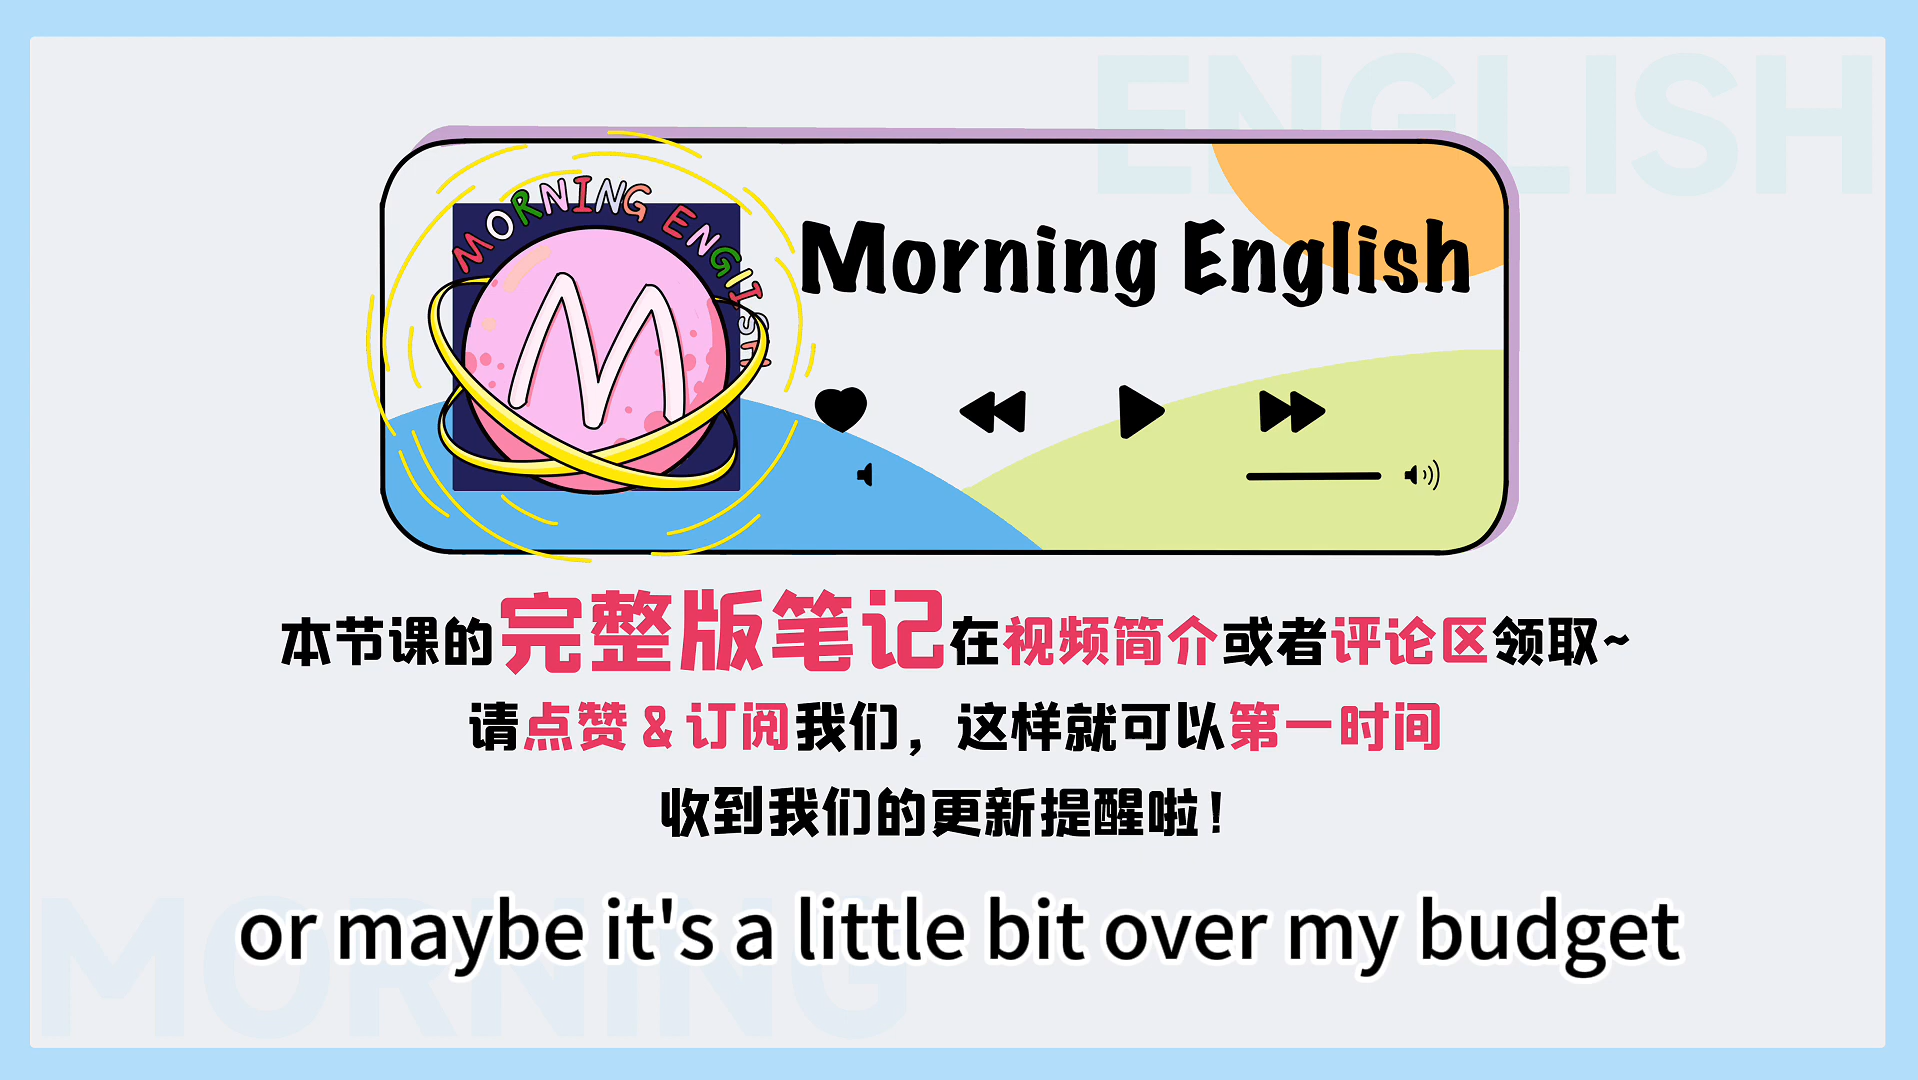 ENGLISH
MORNING ENGLISH
M
Morning English
本节课的完整版笔记在视频简介或者评论区领取~
请点赞&订阅我们，这样就可以第一时间
收到我们的更新提醒啦！
or maybe it's a little bit over my budget
MORNING